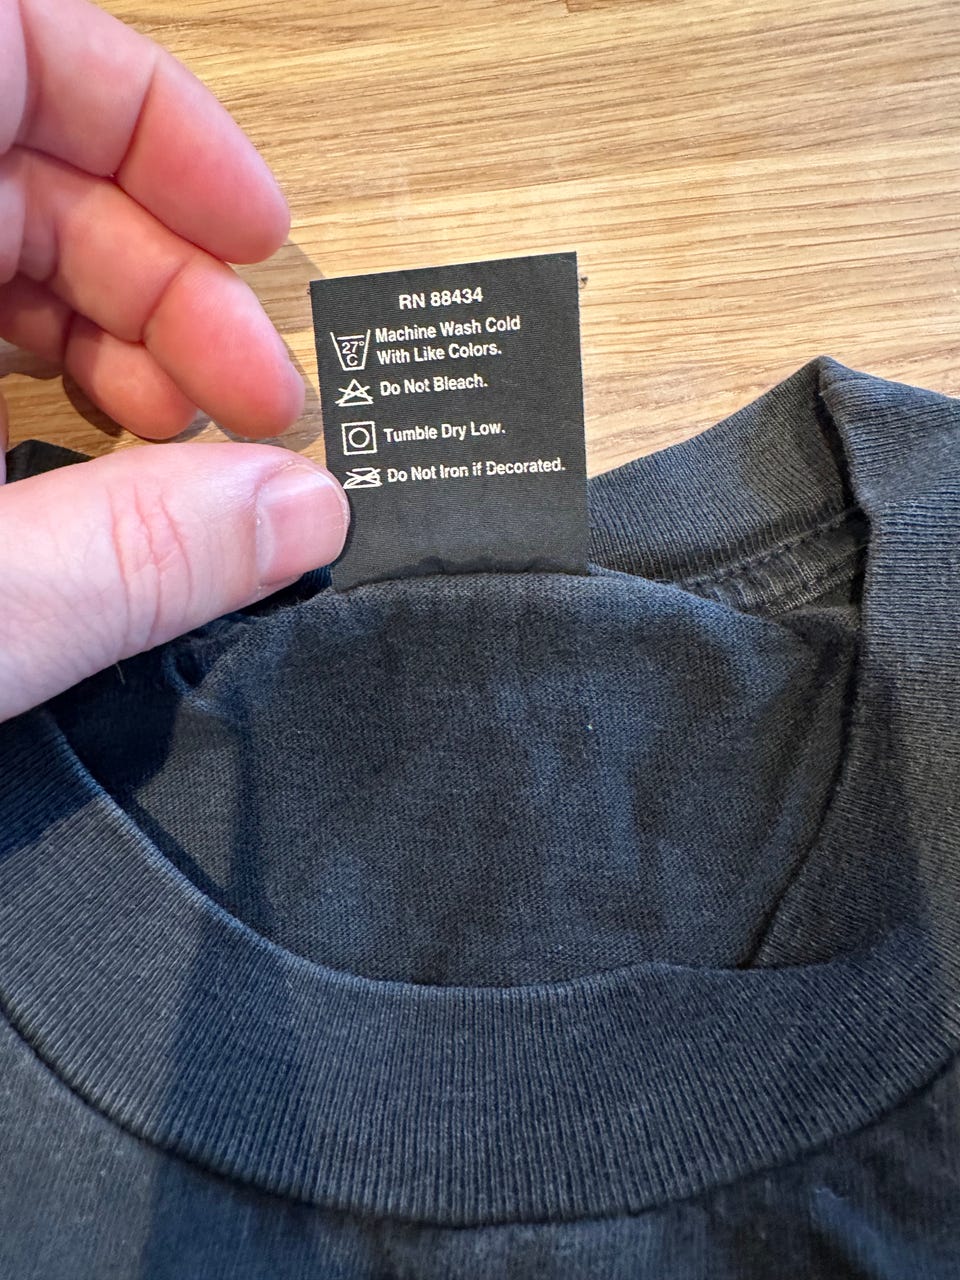 RN 88434
27°
C
Machine Wash Cold
With Like Colors.
Do Not Bleach.
Tumble Dry Low.
Do Not Iron if Decorated.